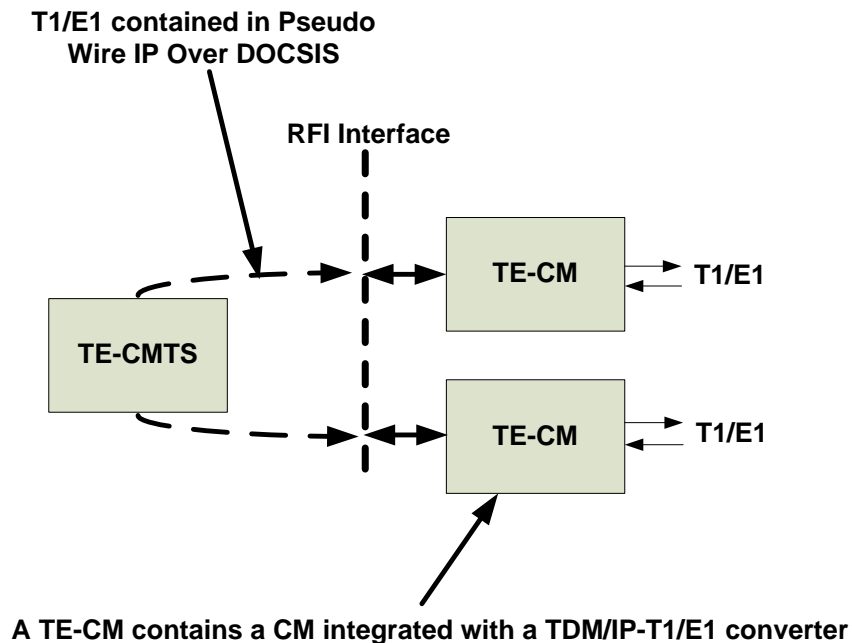 T1/E1 contained in Pseudo
Wire IP Over DOCSIS
RFI Interface
TE-CM
T1/E1
TE-CMTS
TE-CM
T1/E1
A TE-CM contains a CM integrated with a TDM/IP-T1/E1 converter